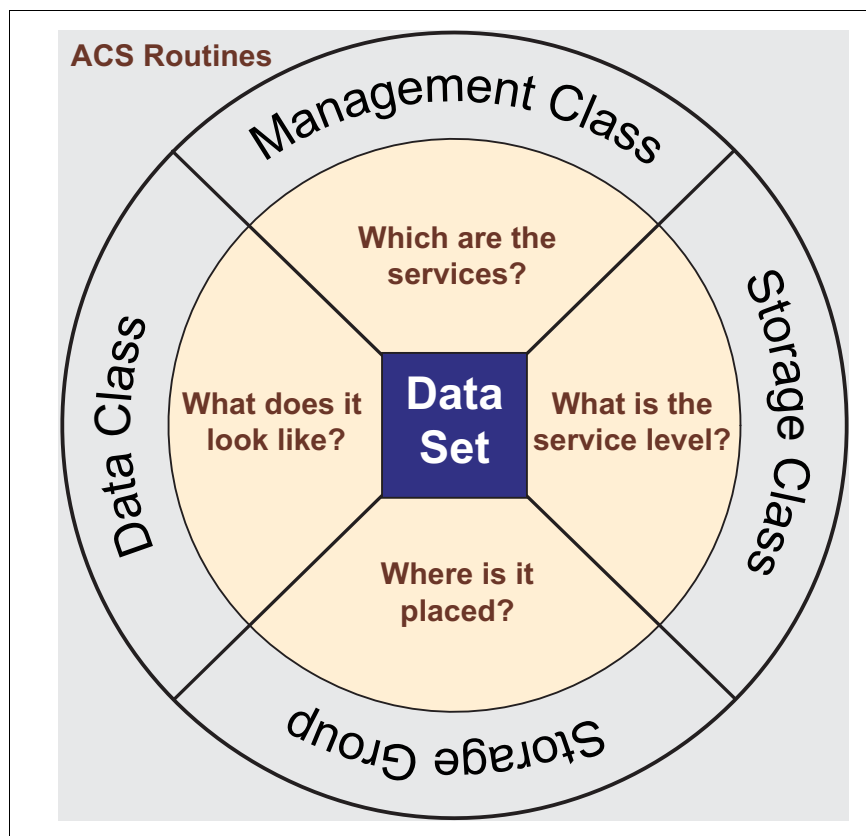 ACS Routines
Management Class
Which are the
services?
Data Class
What does it
look like?
Data
Set
What is the
service level?
Storage Class
Where is it
placed?
Storage Group